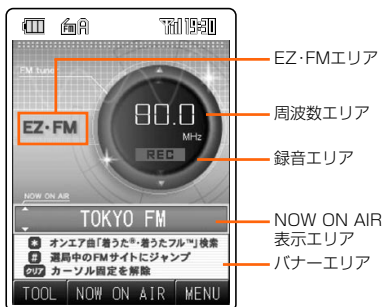 19:30
EZ・FMエリア
FM tune
80.0
周波数エリア
EZ・FM
MHz
REC
録音エリア
NOW ON AIR
TOKYO FM
NOW ON AIR
表示エリア
* オンエア曲「着うた®・着うたフル™」検索
# 選局中のFMサイトにジャンプ
バナーエリア
クリア カーソル固定を解除
TOOL NOW ON AIR MENU